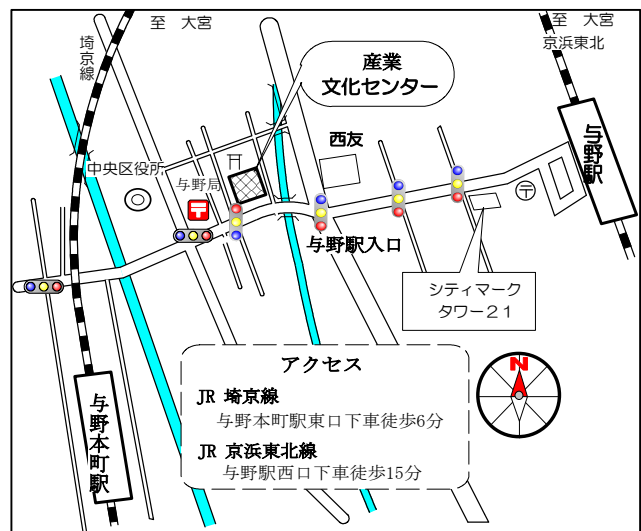 至　大宮
至　大宮
京浜東北
埼京線
産業
文化センター
西友
与野駅
中央区役所
与野局
〒
〒
与野駅入口
シティマーク
タワー２１
与野本町駅
アクセス
JR 埼京線
与野本町駅東口下車徒歩6分
JR 京浜東北線
与野駅西口下車徒歩15分
N